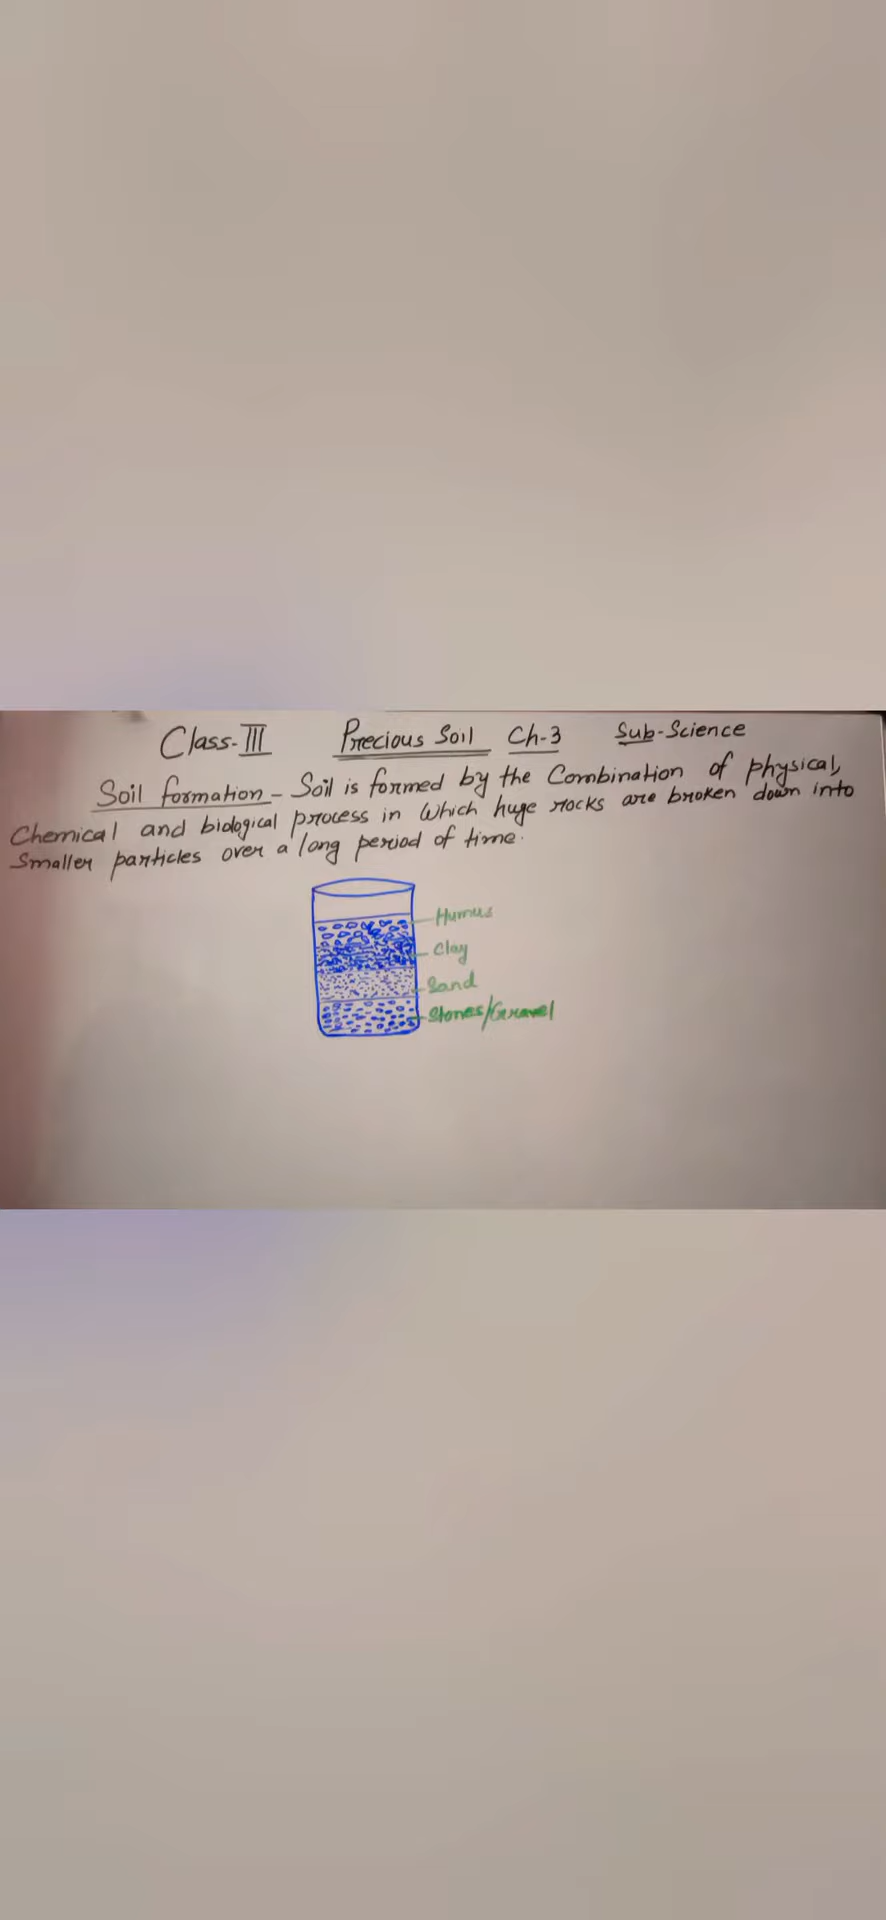 Class-III Precious Soil Ch-3 Sub-Science
Soil formation - Soil is formed by the Combination of physical,
Chemical and biological process in which huge rocks are broken down into
Smaller particles over a long period of time.
Humus
Clay
Sand
Stones/Gravel